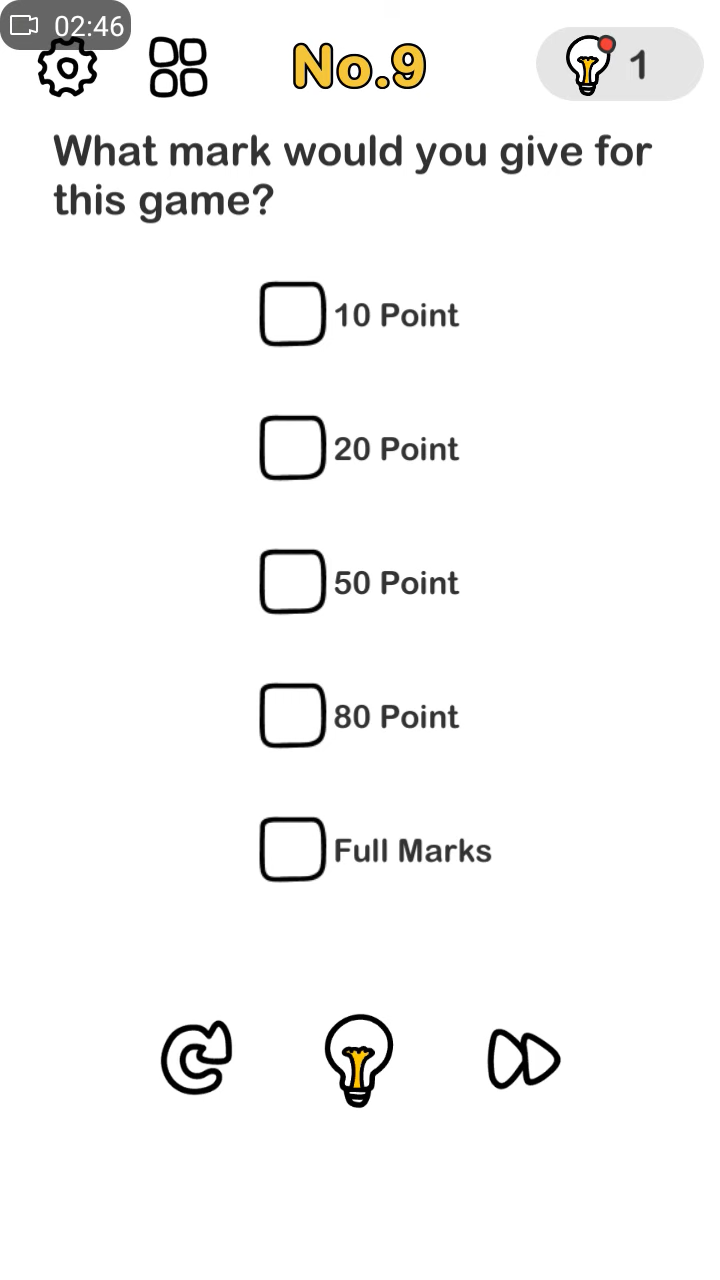 02:46
No.9
1
What mark would you give for
this game?
10 Point
20 Point
50 Point
80 Point
Full Marks